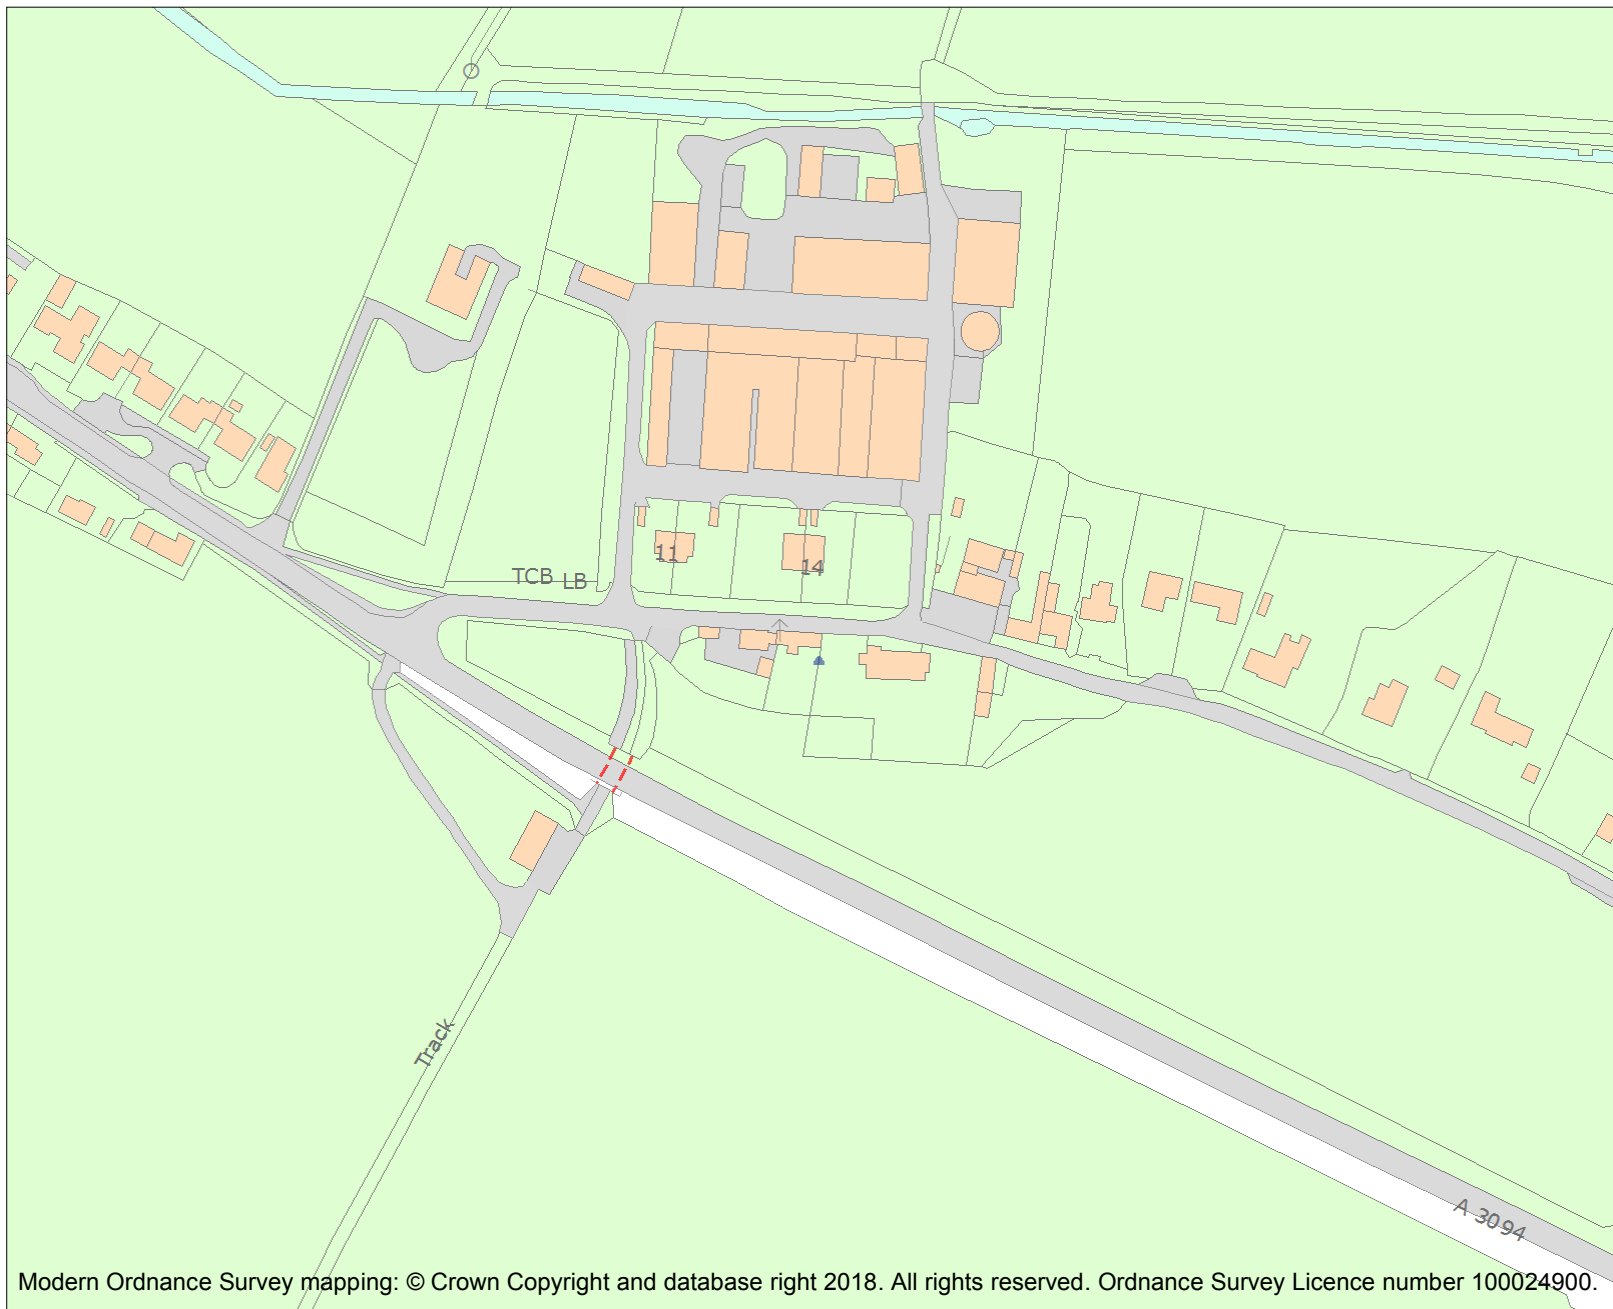 11
14
TCB LB
Track
A 3094
Modern Ordnance Survey mapping: © Crown Copyright and database right 2018. All rights reserved. Ordnance Survey Licence number 100024900.